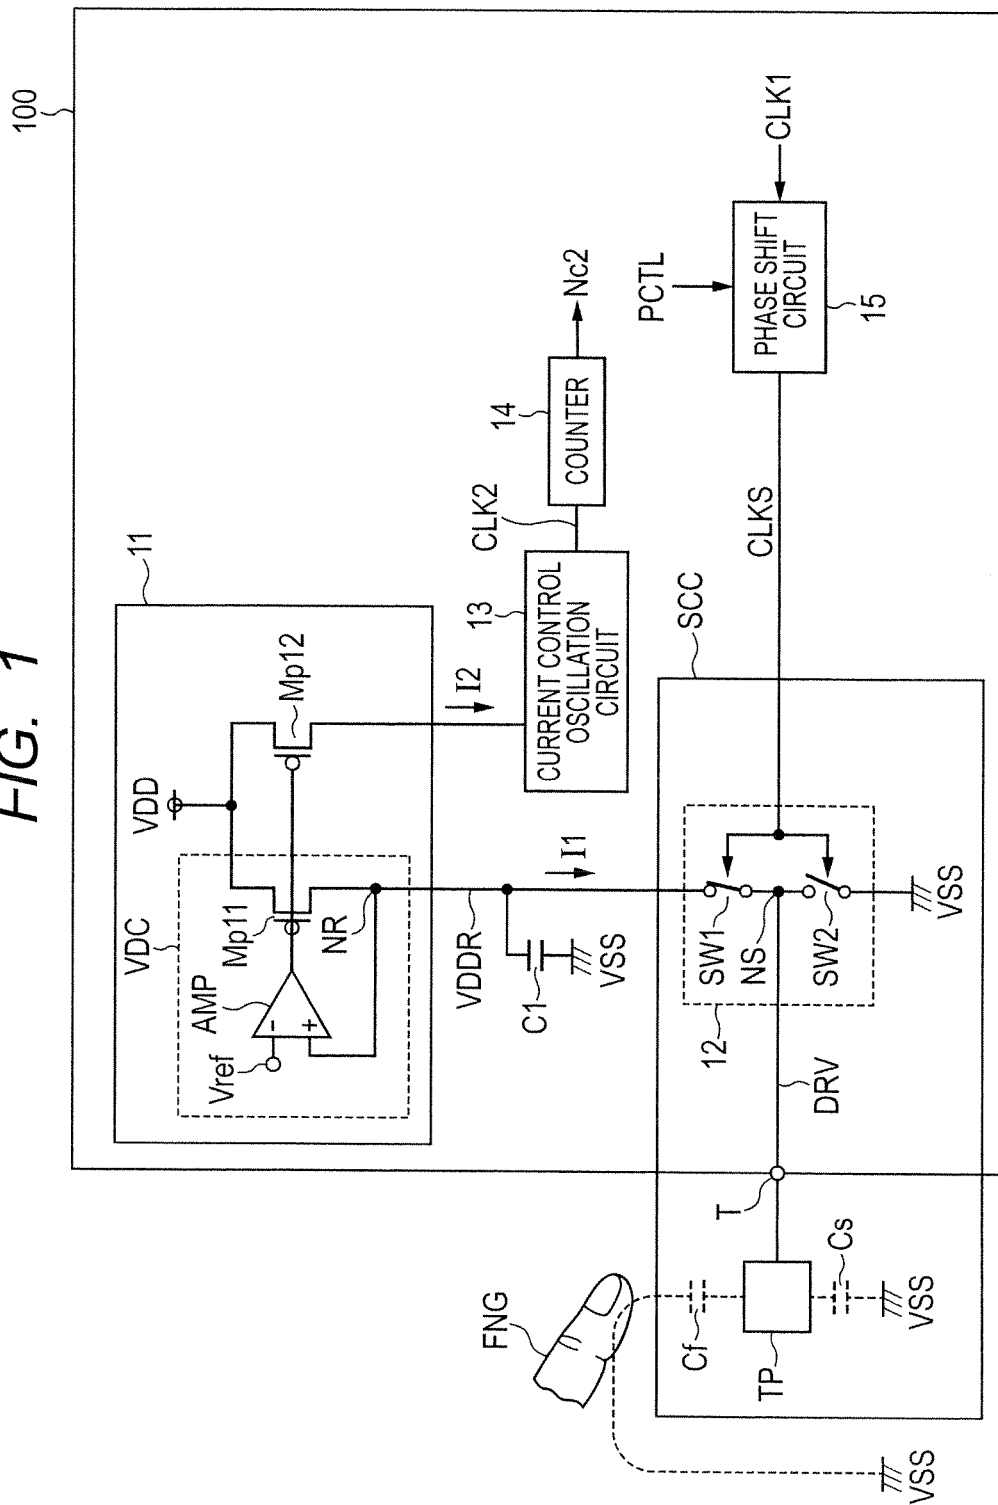 FIG. 1
100
11
VDD
VDC
Mp11
Mp12
AMP
Vref
-
+
NR
VDDR
I1
I2
C1
VSS
13
CURRENT CONTROL
OSCILLATION
CIRCUIT
CLK2
14
COUNTER
Nc2
PCTL
PHASE SHIFT
CIRCUIT
15
CLK1
CLKS
SCC
SW1
NS
SW2
12
VSS
DRV
T
FNG
Cf
Cs
TP
VSS
VSS